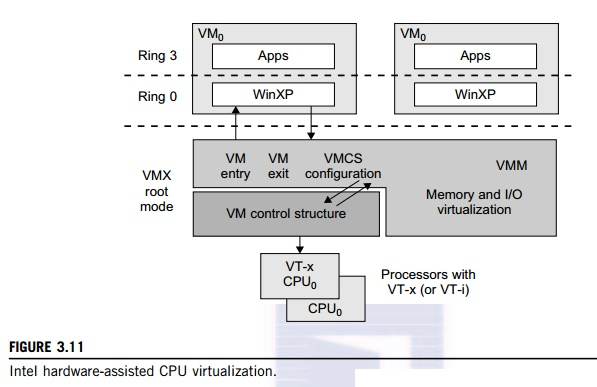 VM₀
VM₀
Ring 3
Apps
Apps
Ring 0
WinXP
WinXP
VMX
root
mode
VM
entry
VM
exit
VMCS
configuration
VMM
Memory and I/O
virtualization
VM control structure
VT-x
CPU₀
CPU₀
Processors with
VT-x (or VT-i)
FIGURE 3.11
Intel hardware-assisted CPU virtualization.